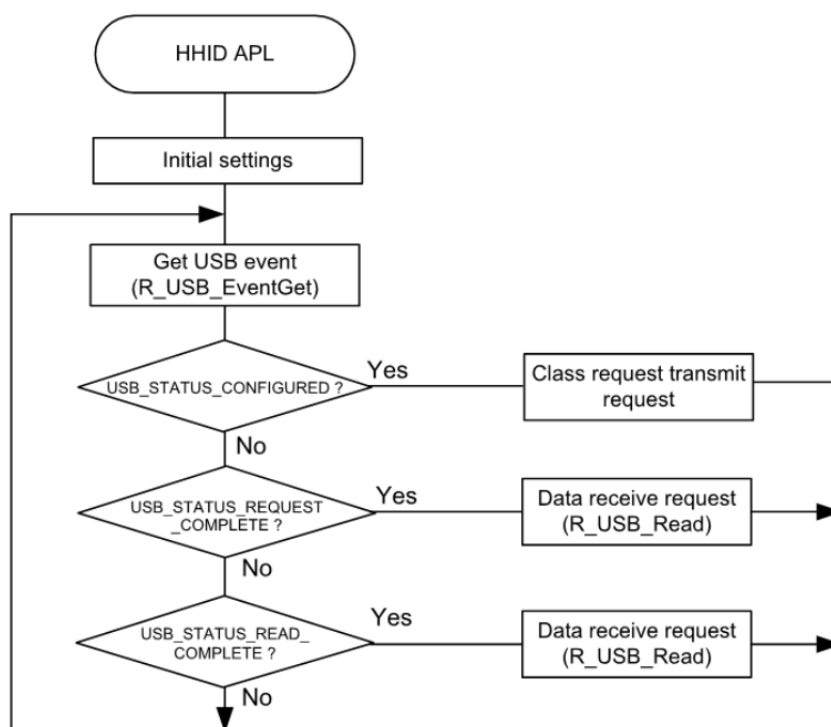 HHID APL
Initial settings
Get USB event
(R_USB_EventGet)
USB_STATUS_CONFIGURED ?
Yes
Class request transmit
request
No
USB_STATUS_REQUEST
_COMPLETE ?
Yes
Data receive request
(R_USB_Read)
No
USB_STATUS_READ_
COMPLETE ?
Yes
Data receive request
(R_USB_Read)
No